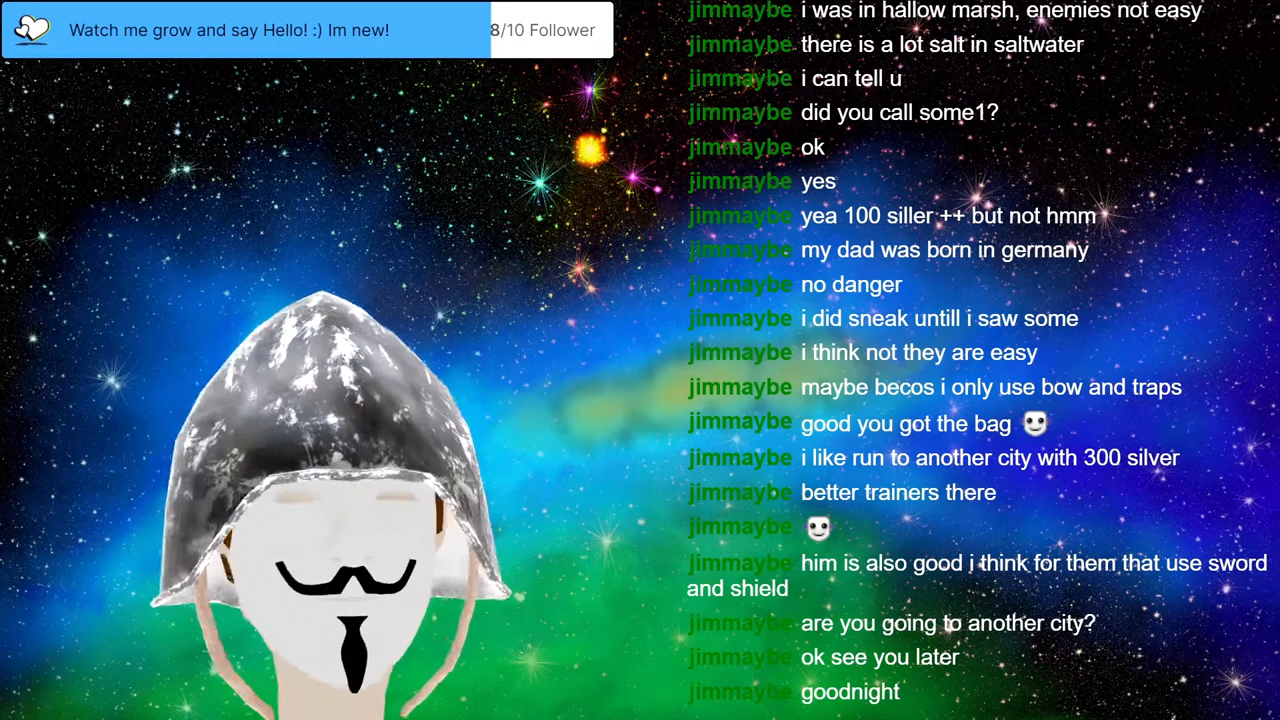 Watch me grow and say Hello! :) Im new!
8/10 Follower
jimmaybe i was in hallow marsh, enemies not easy
jimmaybe there is a lot salt in saltwater
jimmaybe i can tell u
jimmaybe did you call some1?
jimmaybe ok
jimmaybe yes
jimmaybe yea 100 siller ++ but not hmm
jimmaybe my dad was born in germany
jimmaybe no danger
jimmaybe i did sneak untill i saw some
jimmaybe i think not they are easy
jimmaybe maybe becos i only use bow and traps
jimmaybe good you got the bag
jimmaybe i like run to another city with 300 silver
jimmaybe better trainers there
jimmaybe
jimmaybe him is also good i think for them that use sword
and shield
jimmaybe are you going to another city?
jimmaybe ok see you later
jimmaybe goodnight